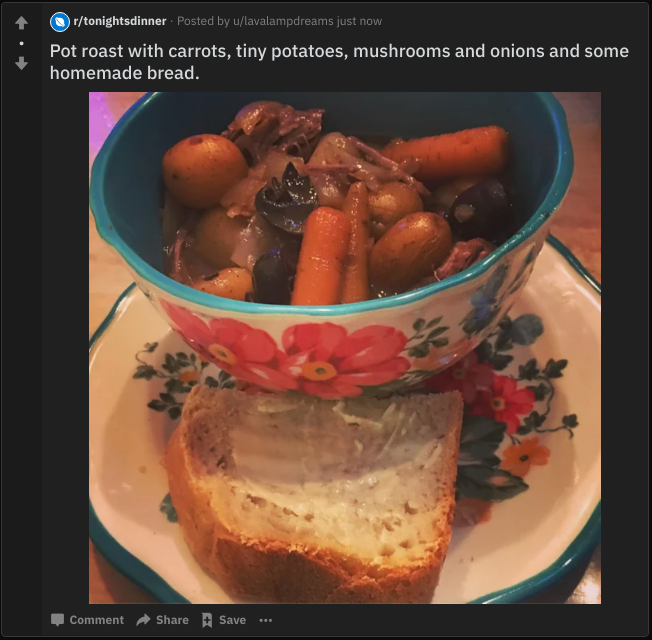 r/tonightsdinner · Posted by u/lavalampdreams just now
Pot roast with carrots, tiny potatoes, mushrooms and onions and some
homemade bread.
Comment Share Save